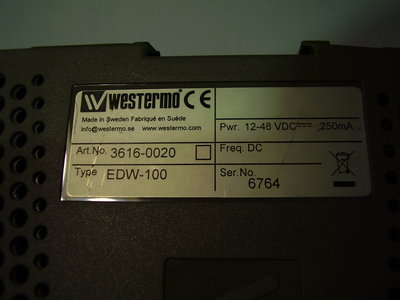 westermo CE
Made in Sweden Fabriqué en Suède
info@westermo.se www.westermo.com
Pwr. 12-48 VDC ;250mA
Art.No. 3616-0020
Freq. DC
Type EDW-100
Ser.No.
6764